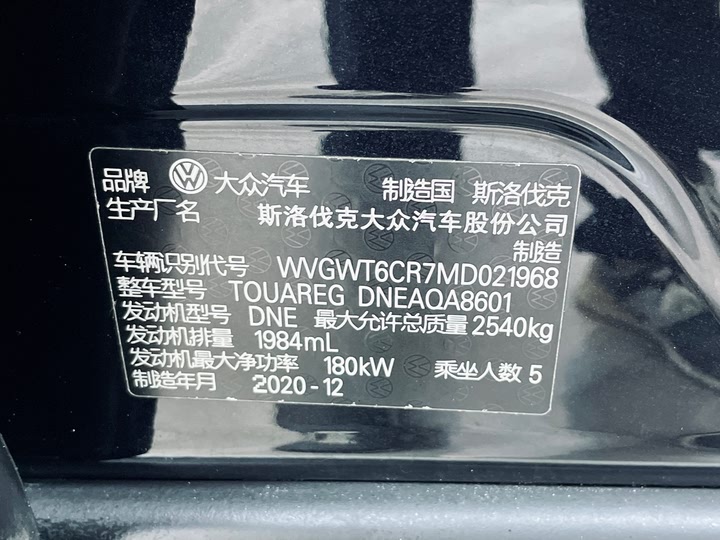 品牌 大众汽车 制造国 斯洛伐克
生产厂名 斯洛伐克大众汽车股份公司
制造
车辆识别代号 WVGWT6CR7MD021968
整车型号 TOUAREG DNEAQA8601
发动机型号 DNE 最大允许总质量 2540kg
发动机排量 1984mL
发动机最大净功率 180kW 乘坐人数 5
制造年月 2020-12